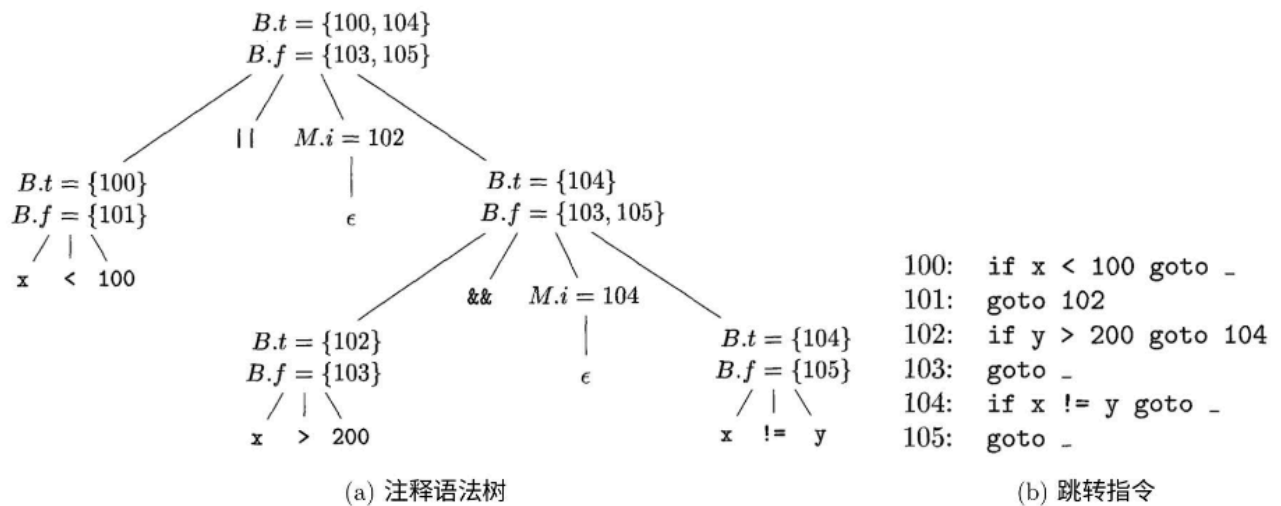 B.t = {100, 104}
B.f = {103, 105}
|| M.i = 102
B.t = {100}
B.f = {101}
ϵ
B.t = {104}
B.f = {103, 105}
x < 100
&& M.i = 104
B.t = {102}
B.f = {103}
ϵ
B.t = {104}
B.f = {105}
x > 200
x != y
(a) 注释语法树
100: if x < 100 goto _
101: goto 102
102: if y > 200 goto 104
103: goto _
104: if x != y goto _
105: goto _
(b) 跳转指令